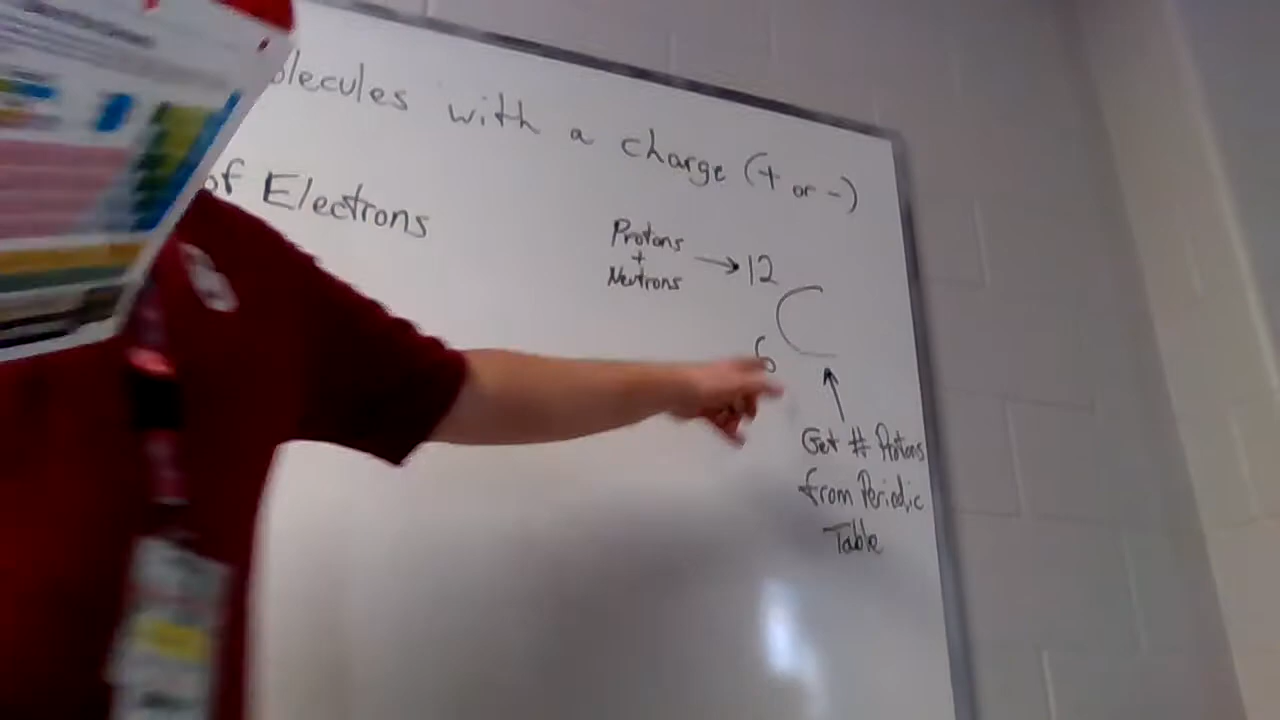 olecules with a charge (+ or -)
of Electrons
Protons
+
Neutrons → 12
C
6
Get # Protons
from Periodic
Table